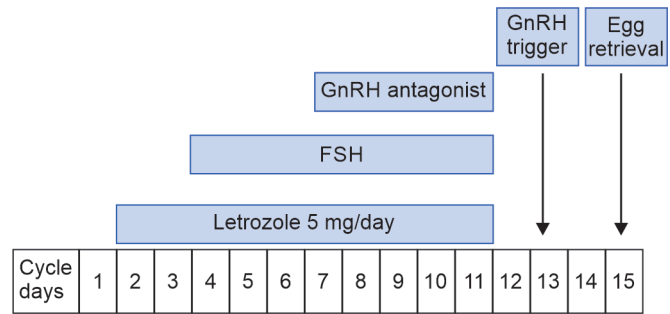 GnRH
trigger
Egg
retrieval
GnRH antagonist
FSH
Letrozole 5 mg/day
Cycle
days
1 2 3 4 5 6 7 8 9 10 11 12 13 14 15